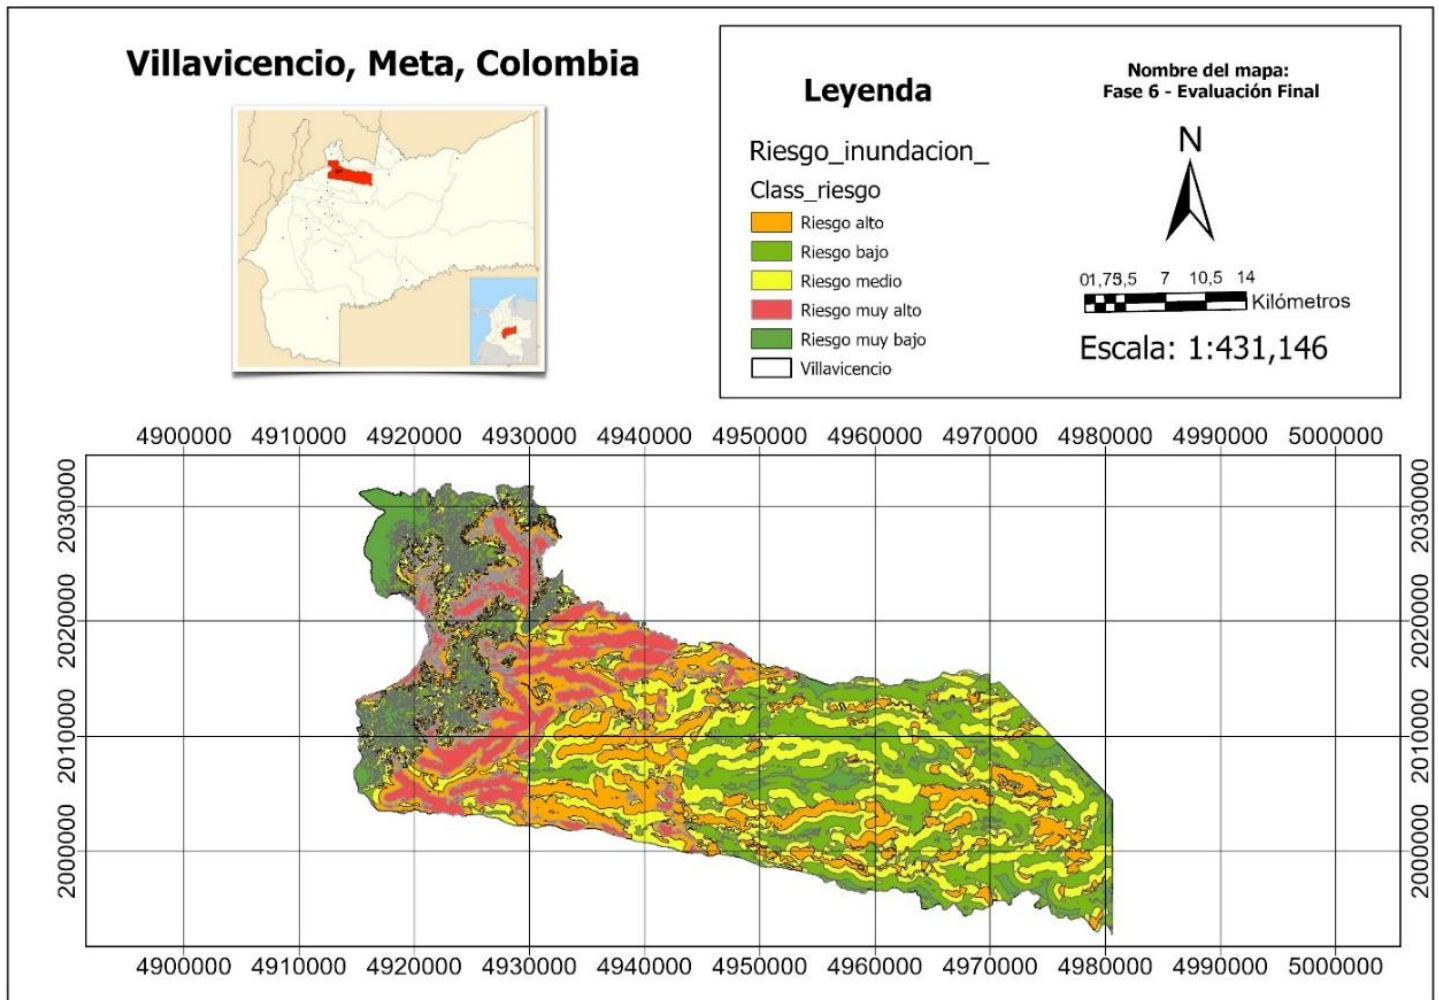 Villavicencio, Meta, Colombia
Leyenda
Riesgo_inundacion_
Class_riesgo
Riesgo alto
Riesgo bajo
Riesgo medio
Riesgo muy alto
Riesgo muy bajo
Villavicencio
Nombre del mapa:
Fase 6 - Evaluación Final
N
01,753,5 7 10,5 14
Kilómetros
Escala: 1:431,146
4900000 4910000 4920000 4930000 4940000 4950000 4960000 4970000 4980000 4990000 5000000
2030000 2030000
2020000 2020000
2010000 2010000
2000000 2000000
4900000 4910000 4920000 4930000 4940000 4950000 4960000 4970000 4980000 4990000 5000000